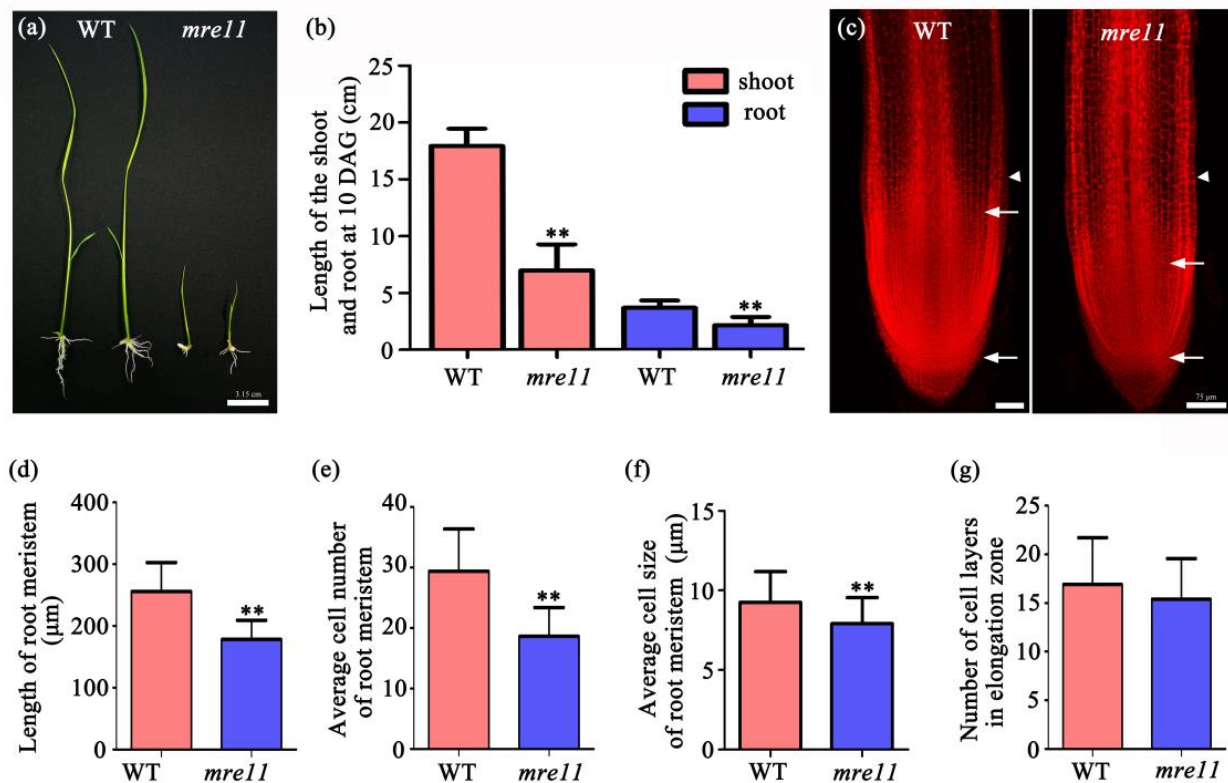 (a)
WT
mre11
3.15 cm
(b)
Length of the shoot
and root at 10 DAG (cm)
25
20
15
10
5
0
shoot
root
**
**
WT
mre11
WT
mre11
(c)
WT
mre11
75 μm
(d)
Length of root meristem
(μm)
400
300
200
100
0
**
WT
mre11
(e)
Average cell number
of root meristem
40
30
20
10
0
**
WT
mre11
(f)
Average cell size
of root meristem (μm)
15
10
5
0
**
WT
mre11
(g)
Number of cell layers
in elongation zone
25
20
15
10
5
0
WT
mre11